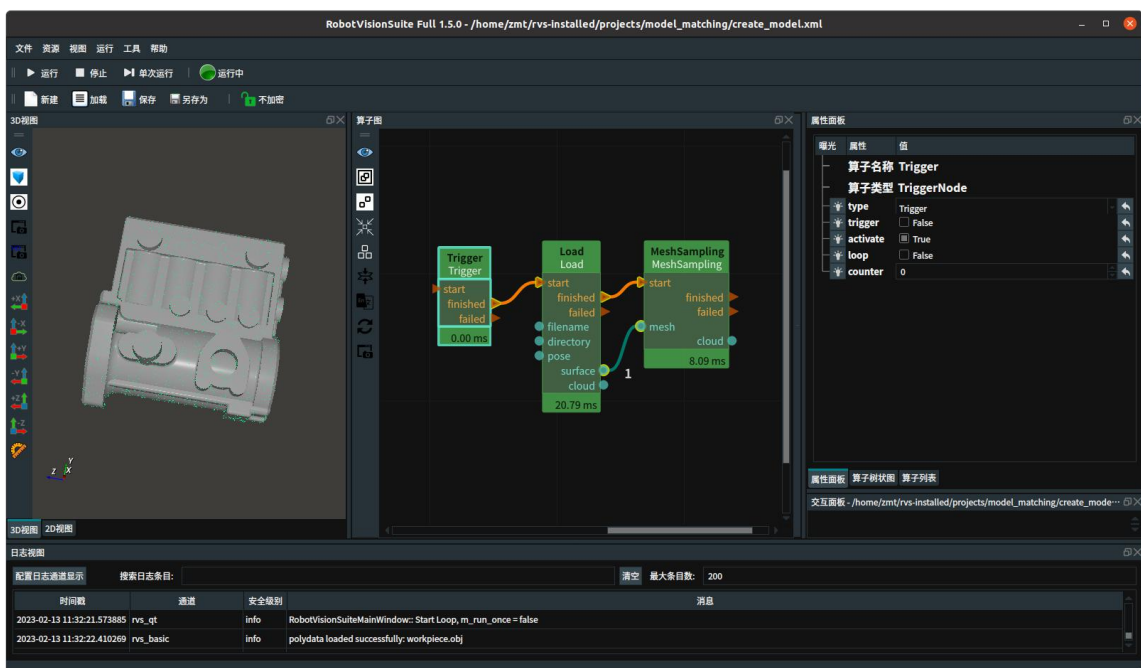 RobotVisionSuite Full 1.5.0 - /home/zmt/rvs-installed/projects/model_matching/create_model.xml
文件 资源 视图 运行 工具 帮助
运行 停止 单次运行 运行中
新建 加载 保存 另存为 不加密
3D视图
+X
-X
+Y
-Y
+Z
-Z
Y
Z X
3D视图 2D视图
算子图
Trigger
Trigger
start
finished
failed
0.00 ms
Load
Load
start
finished
failed
filename
directory
pose
surface
cloud
20.79 ms
1
MeshSampling
MeshSampling
start
finished
failed
mesh
cloud
8.09 ms
属性面板
曝光 属性 值
算子名称 Trigger
算子类型 TriggerNode
type Trigger
trigger False
activate True
loop False
counter 0
属性面板 算子树状图 算子列表
交互面板 - /home/zmt/rvs-installed/projects/model_matching/create_mode···
日志视图
配置日志通道显示 搜索日志条目: 清空 最大条目数: 200
时间戳 通道 安全级别 消息
2023-02-13 11:32:21.573885 rvs_qt info RobotVisionSuiteMainWindow:: Start Loop, m_run_once = false
2023-02-13 11:32:22.410269 rvs_basic info polydata loaded successfully: workpiece.obj